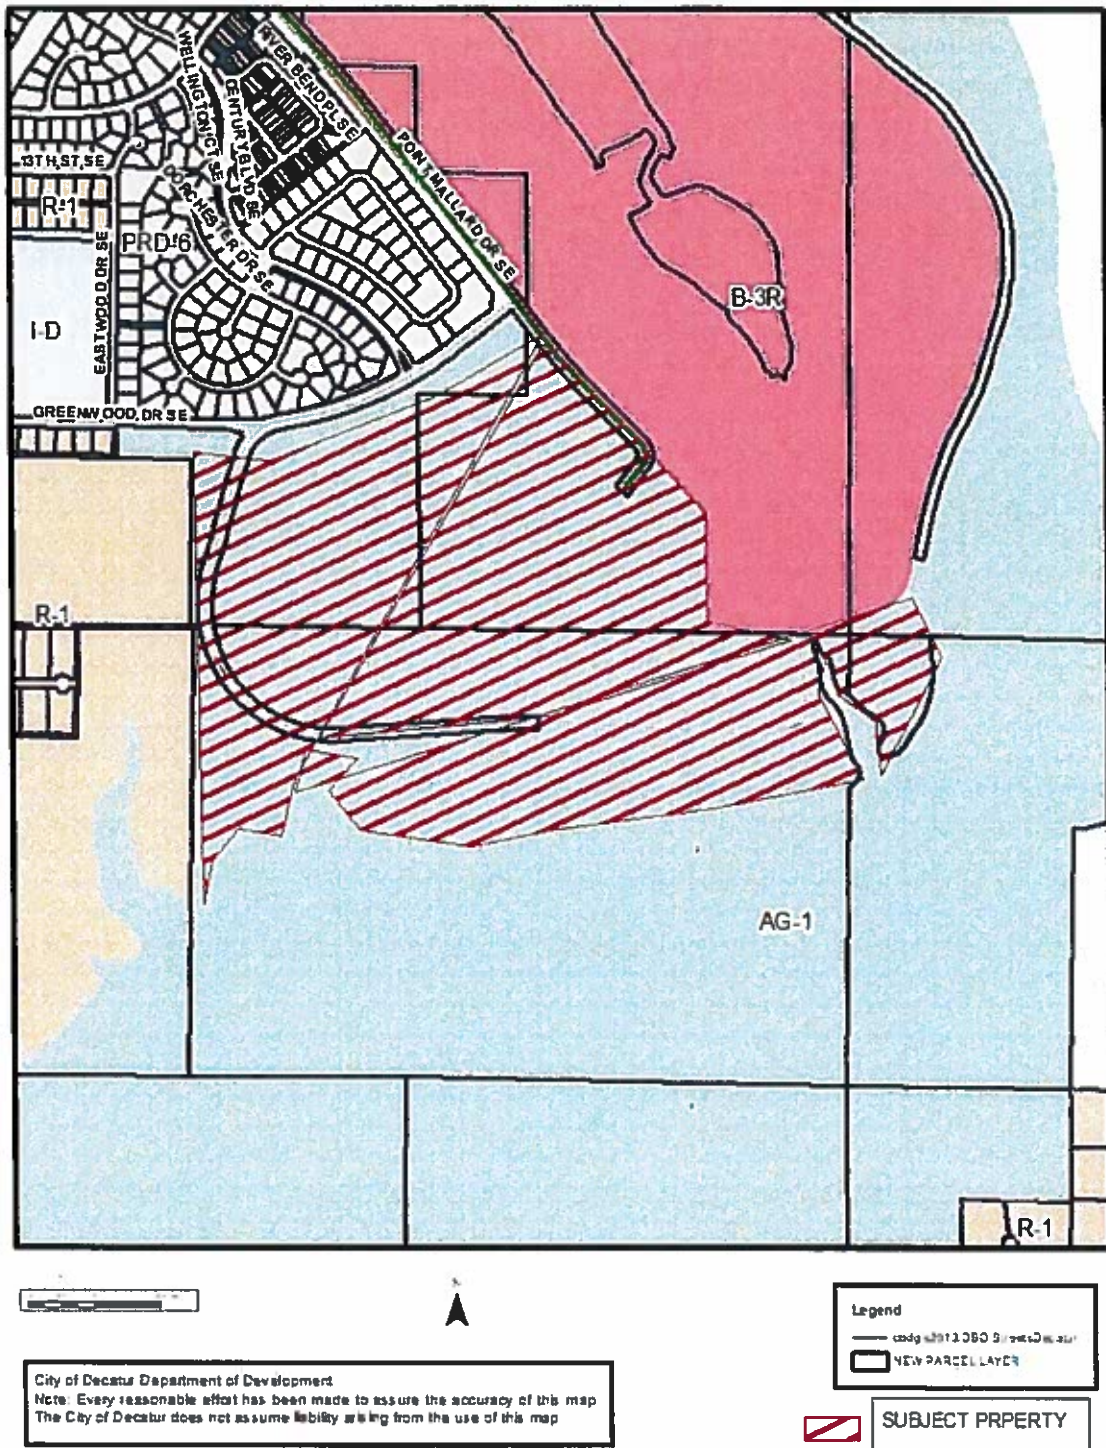 WELLINGTON CT SE
RIVER BEND PL SE
CENTURY BLVD SE
POINT MALLARD DR SE
13TH ST SE
R-1
DORCHESTER DR SE
PRD-6
EASTWOOD DR SE
I-D
B-3R
GREENWOOD DR SE
R-1
AG-1
R-1
Legend
NEW PARCEL LAYER
City of Decatur Department of Development
Note: Every reasonable effort has been made to assure the accuracy of this map
The City of Decatur does not assume liability arising from the use of this map
SUBJECT PRPERTY